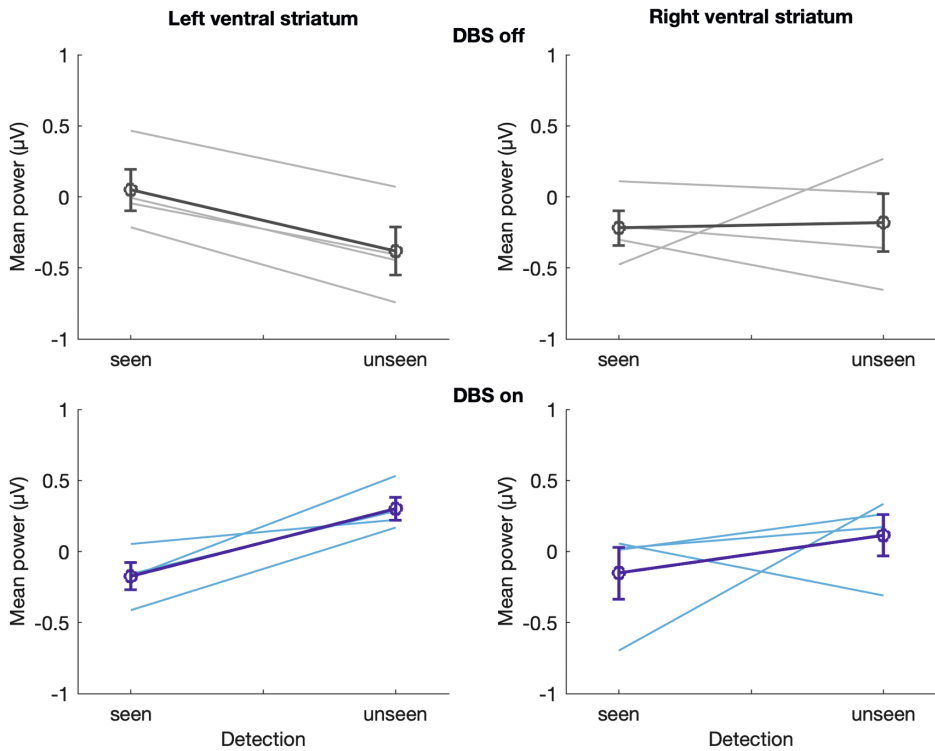 Left ventral striatum
Right ventral striatum
DBS off
Mean power (µV)
1
0.5
0
-0.5
-1
seen
unseen
Mean power (µV)
1
0.5
0
-0.5
-1
seen
unseen
DBS on
Mean power (µV)
1
0.5
0
-0.5
-1
seen
unseen
Detection
Mean power (µV)
1
0.5
0
-0.5
-1
seen
unseen
Detection